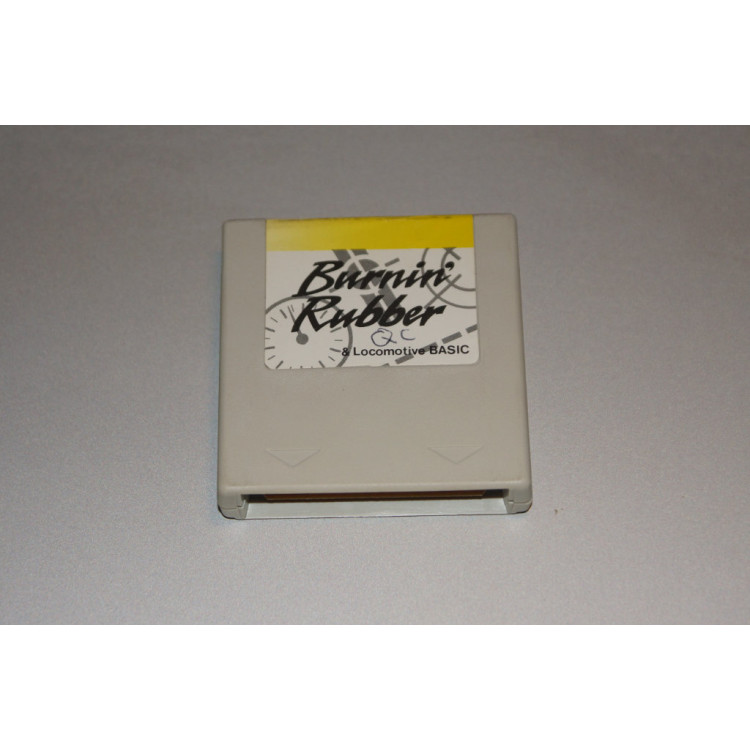 Burnin'
Rubber
QC
& Locomotive BASIC